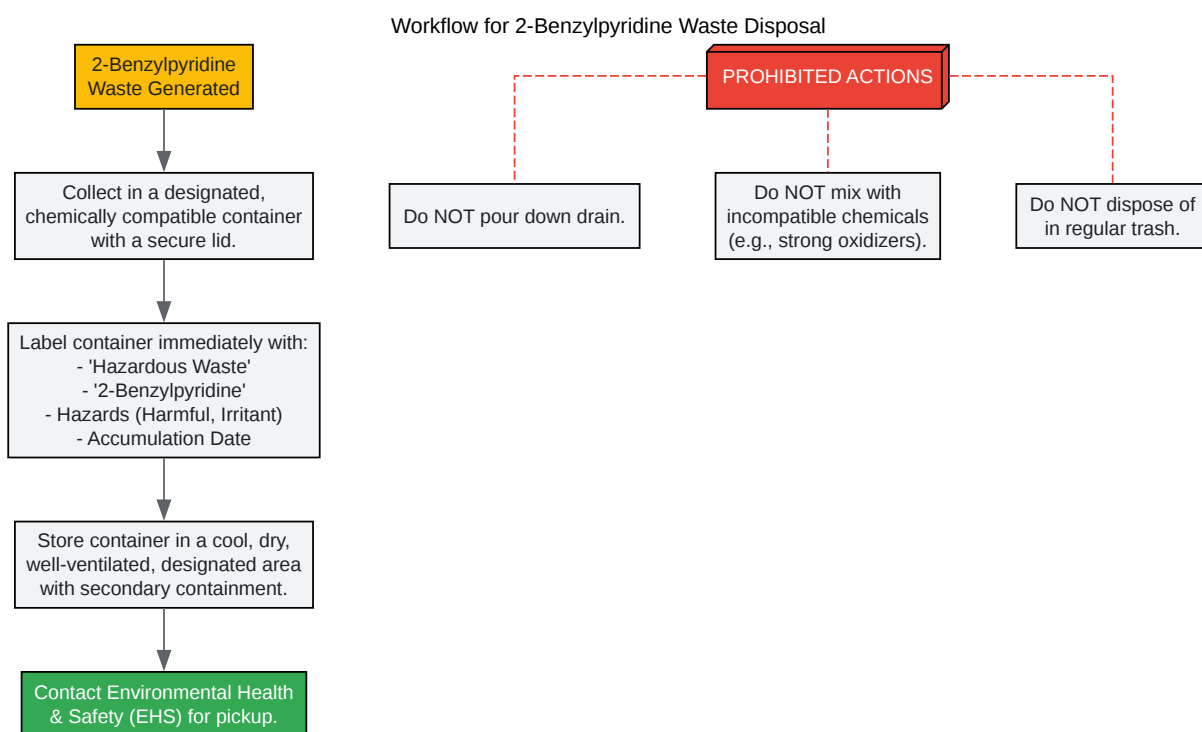 Workflow for 2-Benzylpyridine Waste Disposal
2-Benzylpyridine
Waste Generated
Collect in a designated,
chemically compatible container
with a secure lid.
Label container immediately with:
- 'Hazardous Waste'
- '2-Benzylpyridine'
- Hazards (Harmful, Irritant)
- Accumulation Date
Store container in a cool, dry,
well-ventilated, designated area
with secondary containment.
Contact Environmental Health
& Safety (EHS) for pickup.
PROHIBITED ACTIONS
Do NOT pour down drain.
Do NOT mix with
incompatible chemicals
(e.g., strong oxidizers).
Do NOT dispose of
in regular trash.